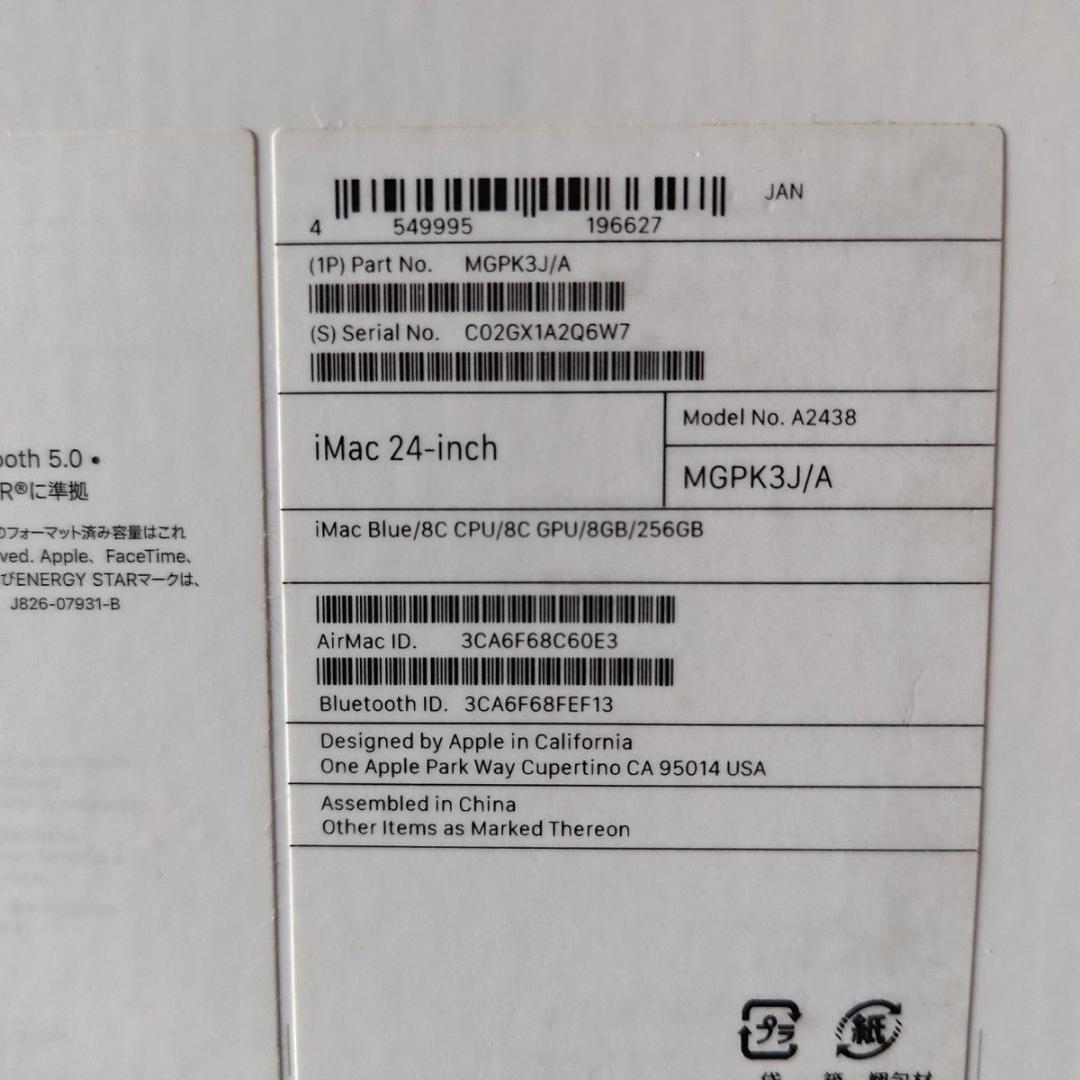 ooth 5.0 •
R®に準拠
のフォーマット済み容量はこれ
ved. Apple、FaceTime、
びENERGY STARマークは、
J826-07931-B
JAN
4 549995 196627
(1P) Part No. MGPK3J/A
(S) Serial No. C02GX1A2Q6W7
iMac 24-inch
Model No. A2438
MGPK3J/A
iMac Blue/8C CPU/8C GPU/8GB/256GB
AirMac ID. 3CA6F68C60E3
Bluetooth ID. 3CA6F68FEF13
Designed by Apple in California
One Apple Park Way Cupertino CA 95014 USA
Assembled in China
Other Items as Marked Thereon
プラ 紙